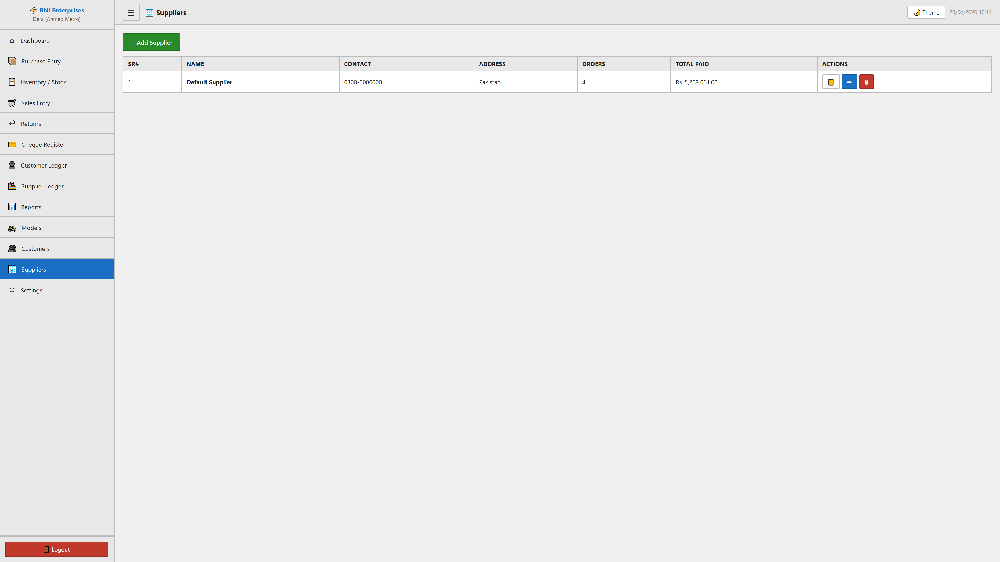 ⚡ BNI Enterprises
Dera (Ahmed Metro)
Dashboard
Purchase Entry
Inventory / Stock
Sales Entry
Returns
Cheque Register
Customer Ledger
Supplier Ledger
Reports
Models
Customers
Suppliers
Settings
Logout
☰ Suppliers
Theme 20/04/2026 10:44
+ Add Supplier
SR# NAME CONTACT ADDRESS ORDERS TOTAL PAID ACTIONS
1 Default Supplier 0300-0000000 Pakistan 4 Rs. 5,289,061.00